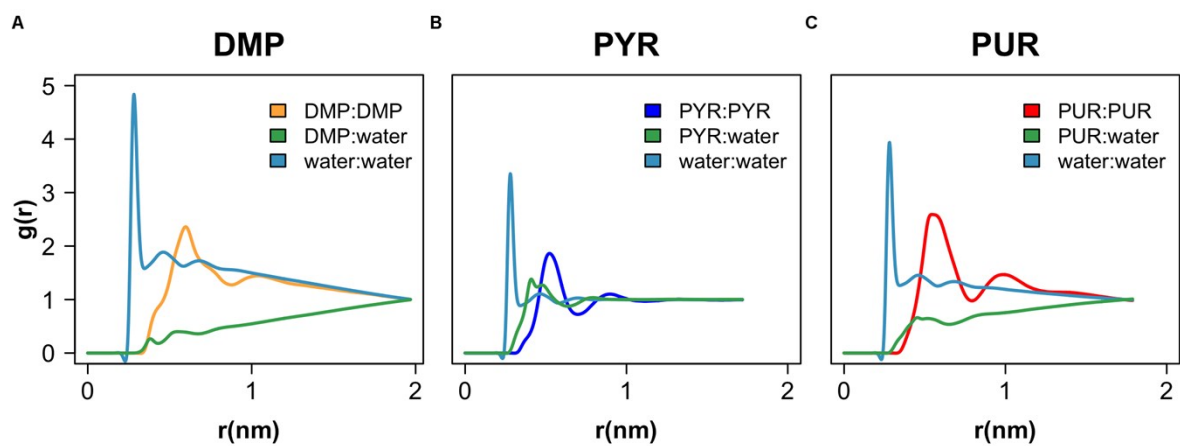 A
DMP
g(r)
5
4
3
2
1
0
DMP:DMP
DMP:water
water:water
0
1
2
r(nm)
B
PYR
PYR:PYR
PYR:water
water:water
0
1
2
r(nm)
C
PUR
PUR:PUR
PUR:water
water:water
0
1
2
r(nm)